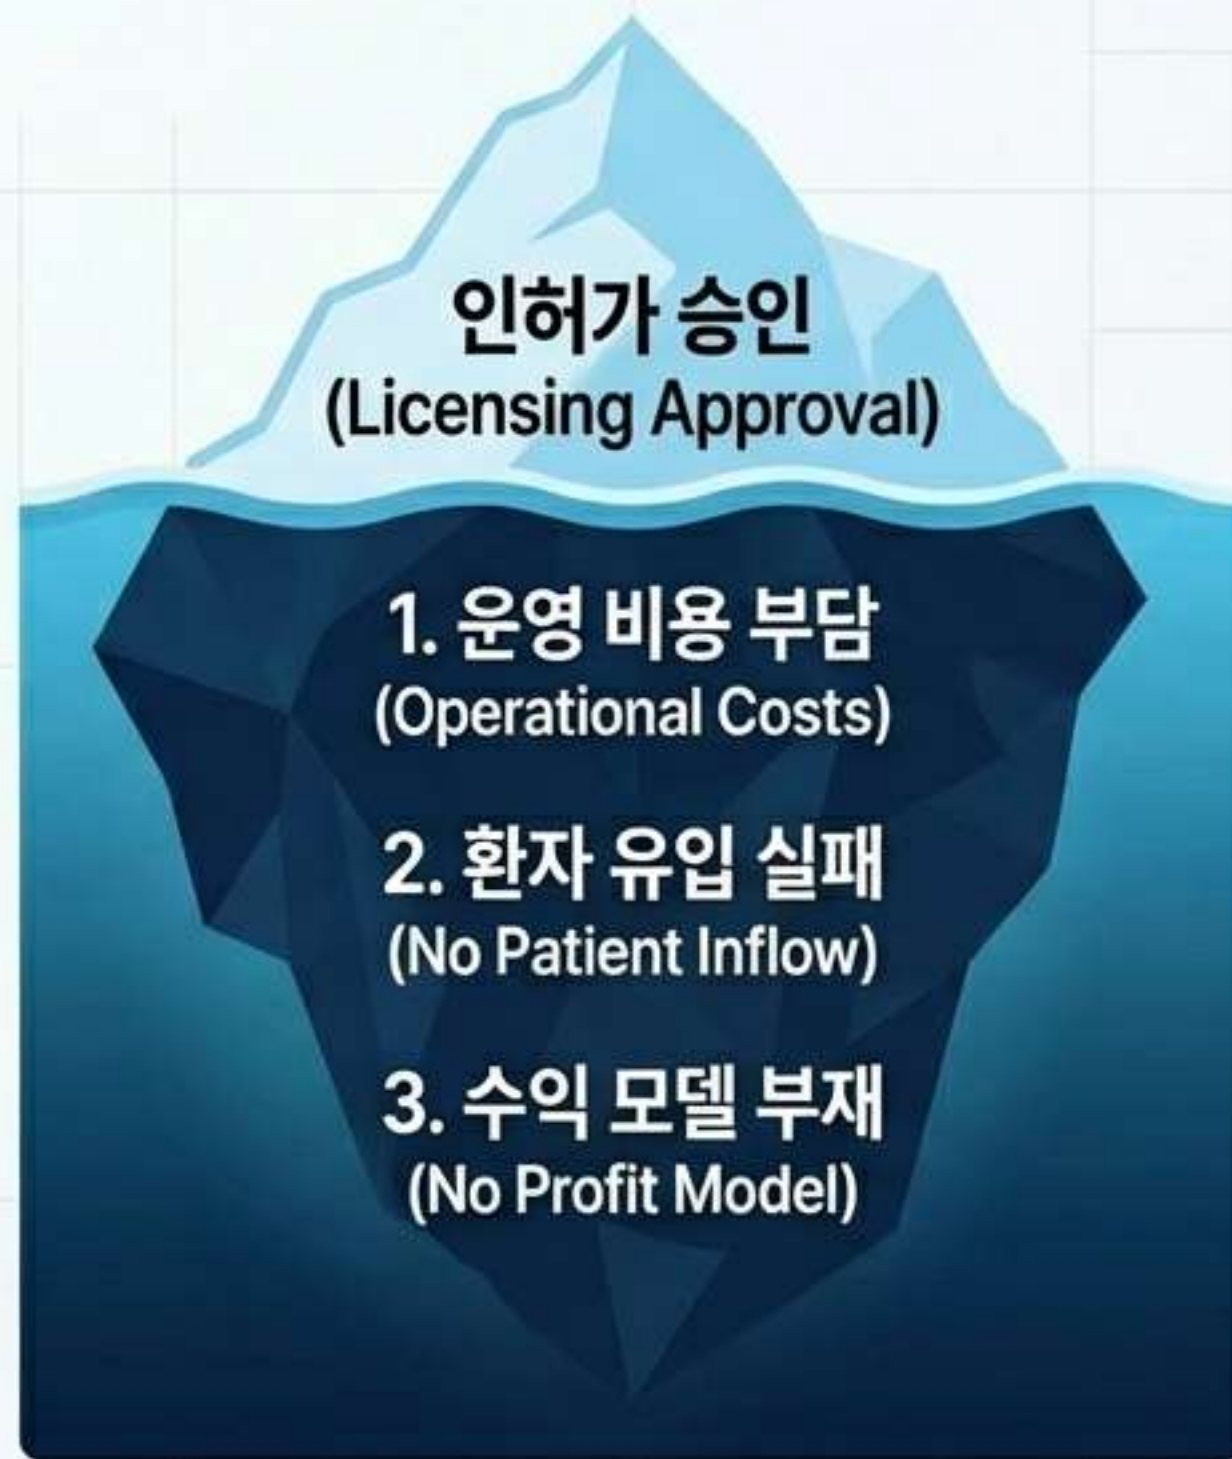 인허가 승인
(Licensing Approval)
1. 운영 비용 부담
(Operational Costs)
2. 환자 유입 실패
(No Patient Inflow)
3. 수익 모델 부재
(No Profit Model)